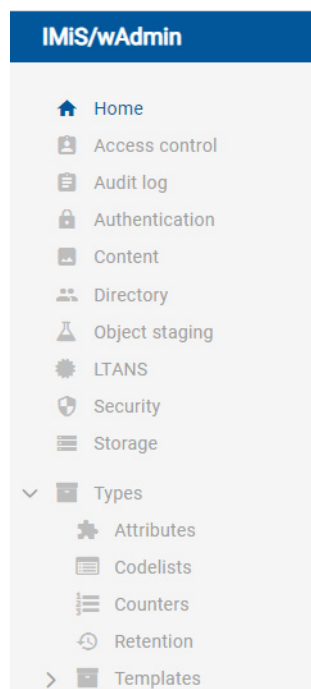 IMiS/wAdmin
Home
Access control
Audit log
Authentication
Content
Directory
Object staging
LTANS
Security
Storage
Types
Attributes
Codelists
Counters
Retention
Templates